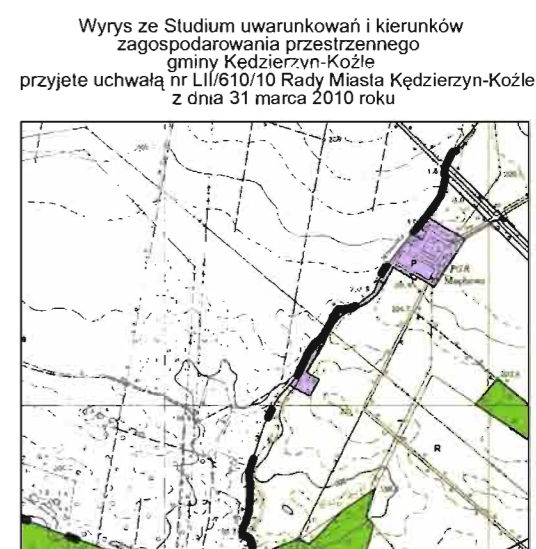 Wyrys ze Studium uwarunkowań i kierunków
zagospodarowania przestrzennego
gminy Kędzierzyn-Koźle
przyjete uchwałą nr LII/610/10 Rady Miasta Kędzierzyn-Koźle
z dnia 31 marca 2010 roku
P
PGR
R